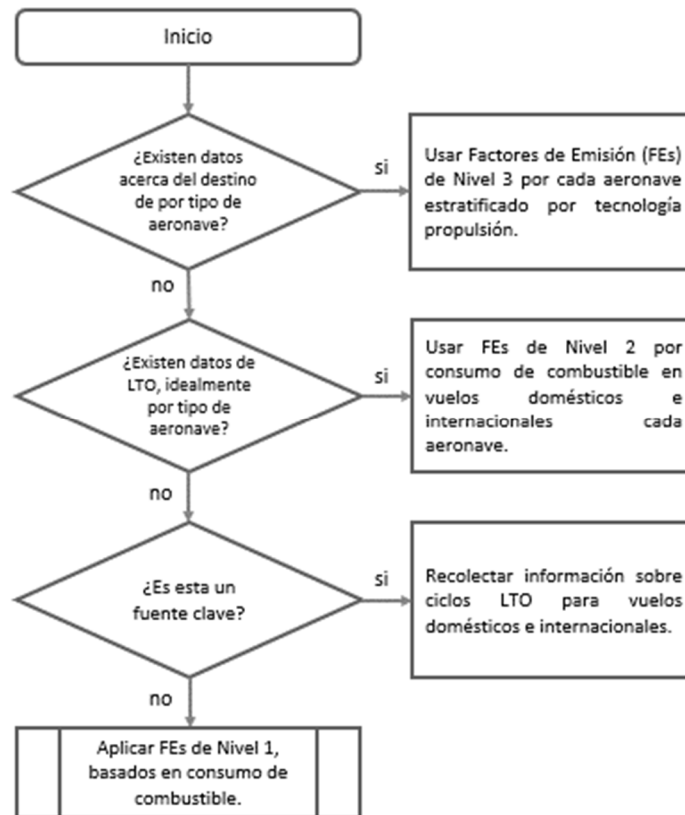 Inicio
¿Existen datos
acerca del destino
de por tipo de
aeronave?
si
Usar Factores de Emisión (FEs)
de Nivel 3 por cada aeronave
estratificado por tecnología
propulsión.
no
¿Existen datos de
LTO, idealmente
por tipo de
aeronave?
si
Usar FEs de Nivel 2 por
consumo de combustible en
vuelos domésticos e
internacionales cada
aeronave.
no
¿Es esta un
fuente clave?
si
Recolectar información sobre
ciclos LTO para vuelos
domésticos e internacionales.
no
Aplicar FEs de Nivel 1,
basados en consumo de
combustible.